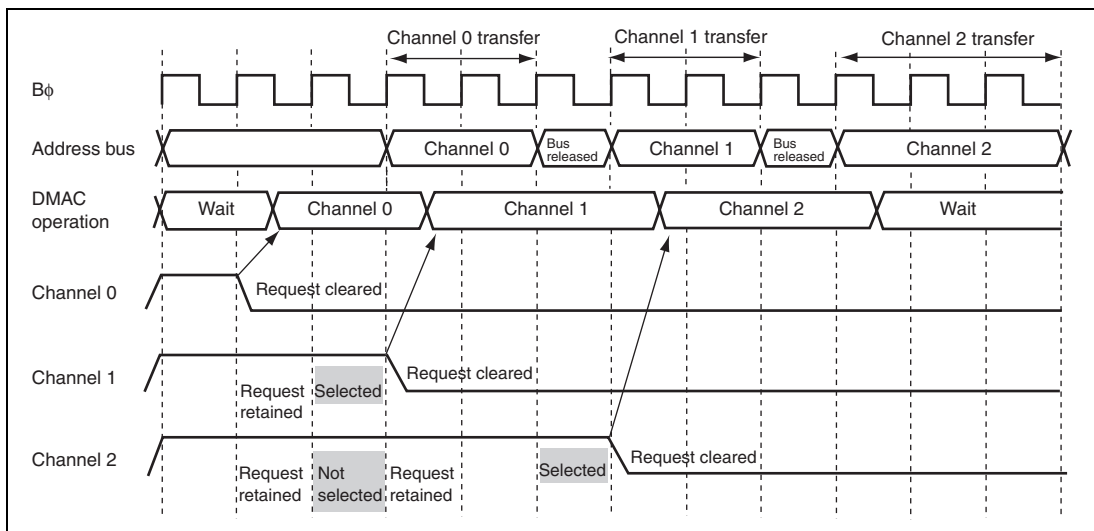 Channel 0 transfer
Channel 1 transfer
Channel 2 transfer
Bφ
Address bus
Channel 0
Bus
released
Channel 1
Bus
released
Channel 2
DMAC
operation
Wait
Channel 0
Channel 1
Channel 2
Wait
Channel 0
Request cleared
Channel 1
Request cleared
Request
retained
Selected
Channel 2
Request cleared
Request
retained
Not
selected
Request
retained
Selected